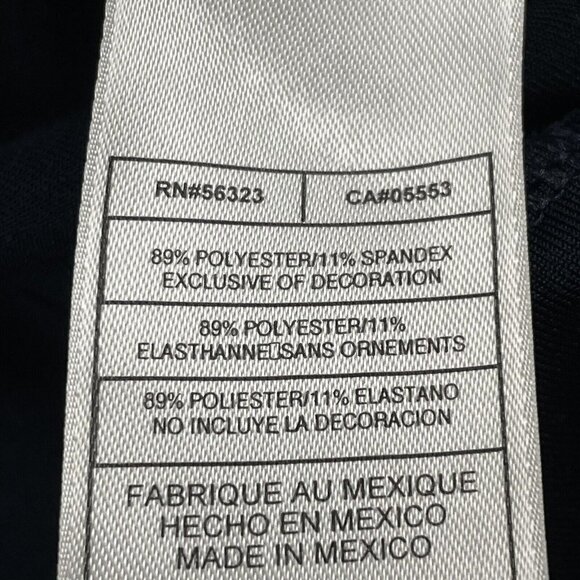 RN#56323 CA#05553
89% POLYESTER/11% SPANDEX
EXCLUSIVE OF DECORATION
89% POLYESTER/11%
ELASTHANNE▯SANS ORNEMENTS
89% POLIESTER/11% ELASTANO
NO INCLUYE LA DECORACION
FABRIQUE AU MEXIQUE
HECHO EN MEXICO
MADE IN MEXICO